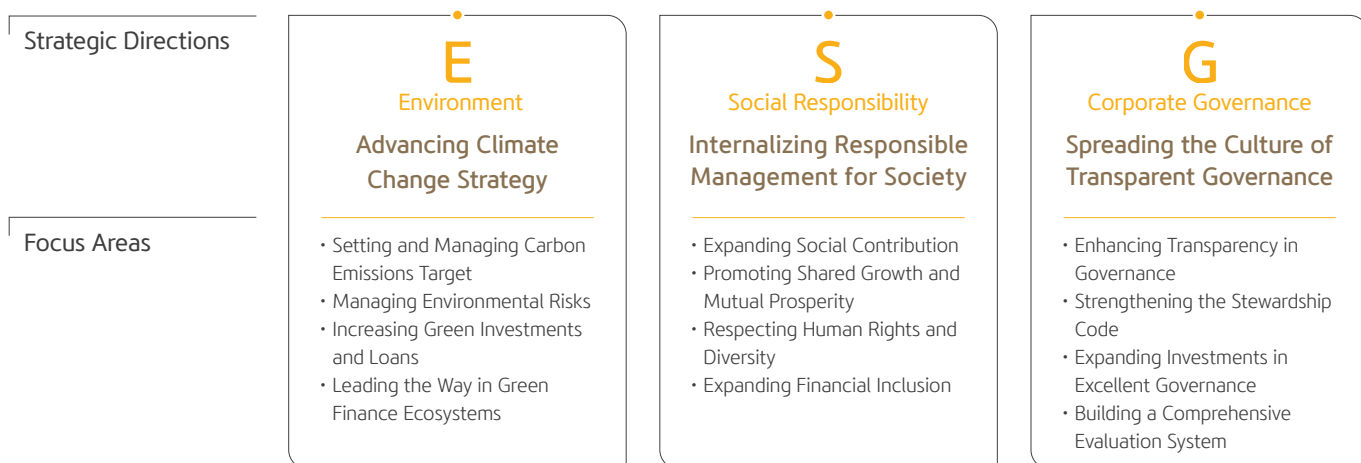 Strategic Directions
E
Environment
Advancing Climate
Change Strategy
S
Social Responsibility
Internalizing Responsible
Management for Society
G
Corporate Governance
Spreading the Culture of
Transparent Governance
Focus Areas
• Setting and Managing Carbon
Emissions Target
• Managing Environmental Risks
• Increasing Green Investments
and Loans
• Leading the Way in Green
Finance Ecosystems
• Expanding Social Contribution
• Promoting Shared Growth and
Mutual Prosperity
• Respecting Human Rights and
Diversity
• Expanding Financial Inclusion
• Enhancing Transparency in
Governance
• Strengthening the Stewardship
Code
• Expanding Investments in
Excellent Governance
• Building a Comprehensive
Evaluation System